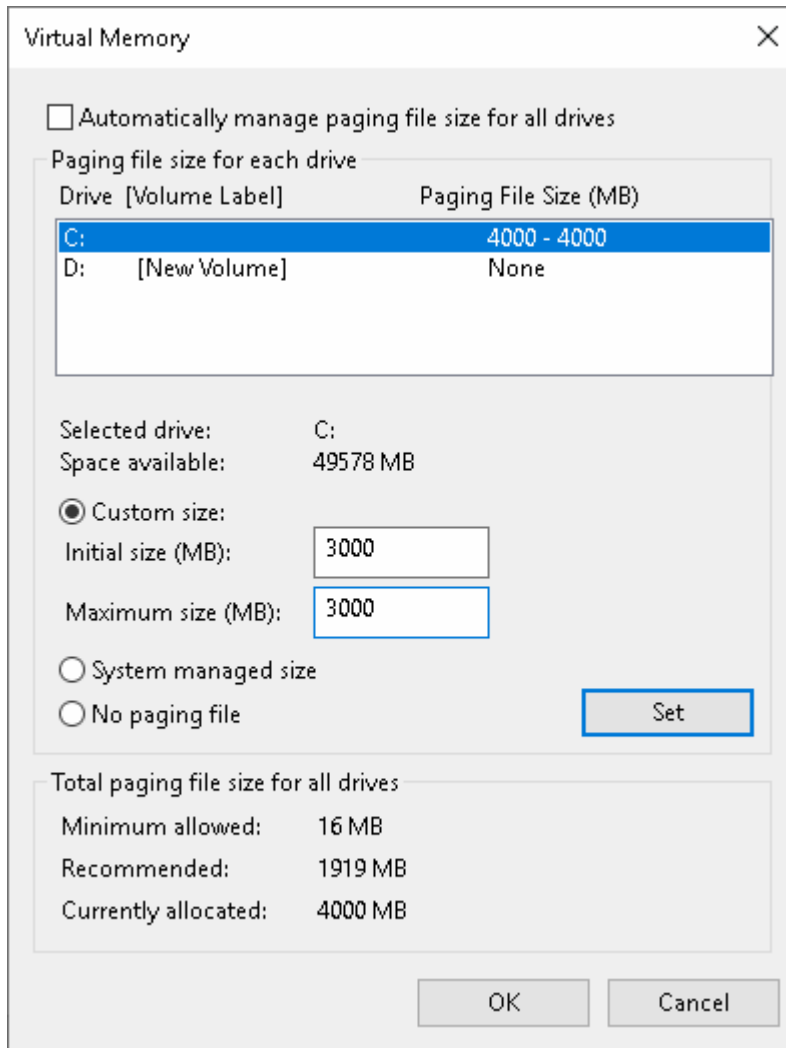 Virtual Memory
Automatically manage paging file size for all drives
Paging file size for each drive
Drive [Volume Label] Paging File Size (MB)
C: 4000 - 4000
D: [New Volume] None
Selected drive: C:
Space available: 49578 MB
Custom size:
Initial size (MB): 3000
Maximum size (MB): 3000
System managed size
No paging file Set
Total paging file size for all drives
Minimum allowed: 16 MB
Recommended: 1919 MB
Currently allocated: 4000 MB
OK Cancel